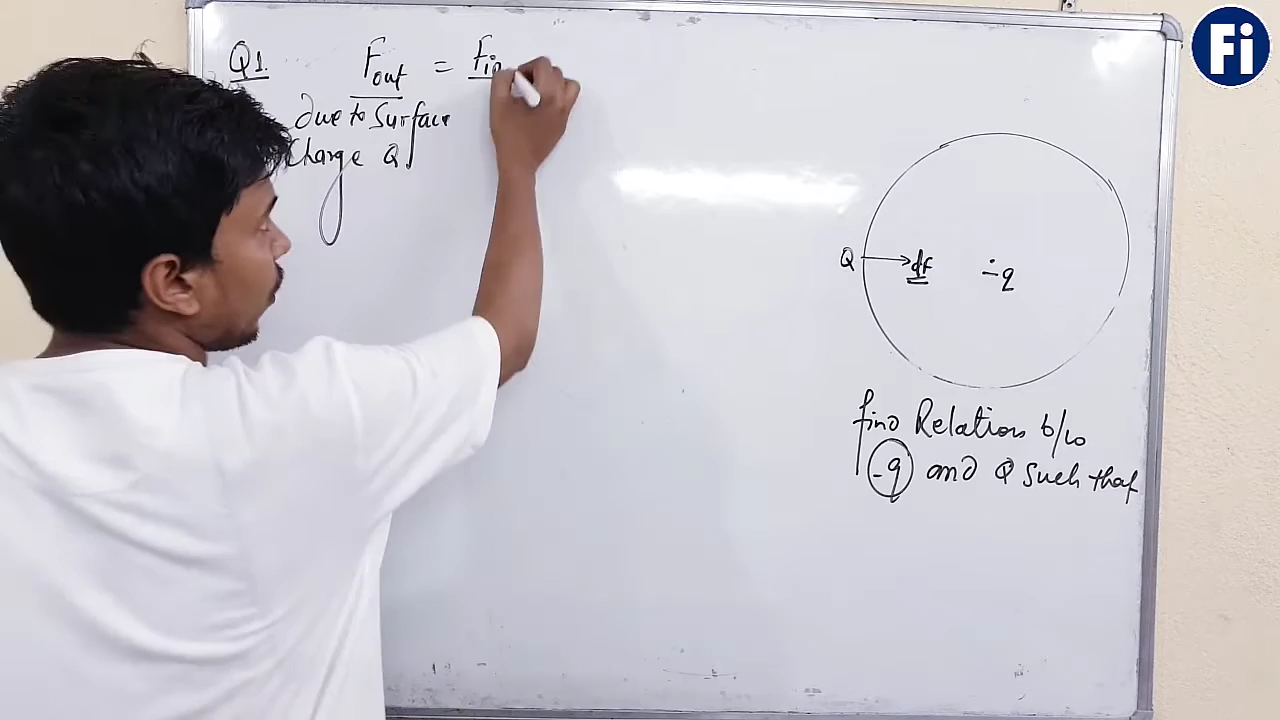 Q1. Fout = Fin
due to Surface
Charge Q
Q df -q
find Relation b/w
-q and Q Such that
Fi